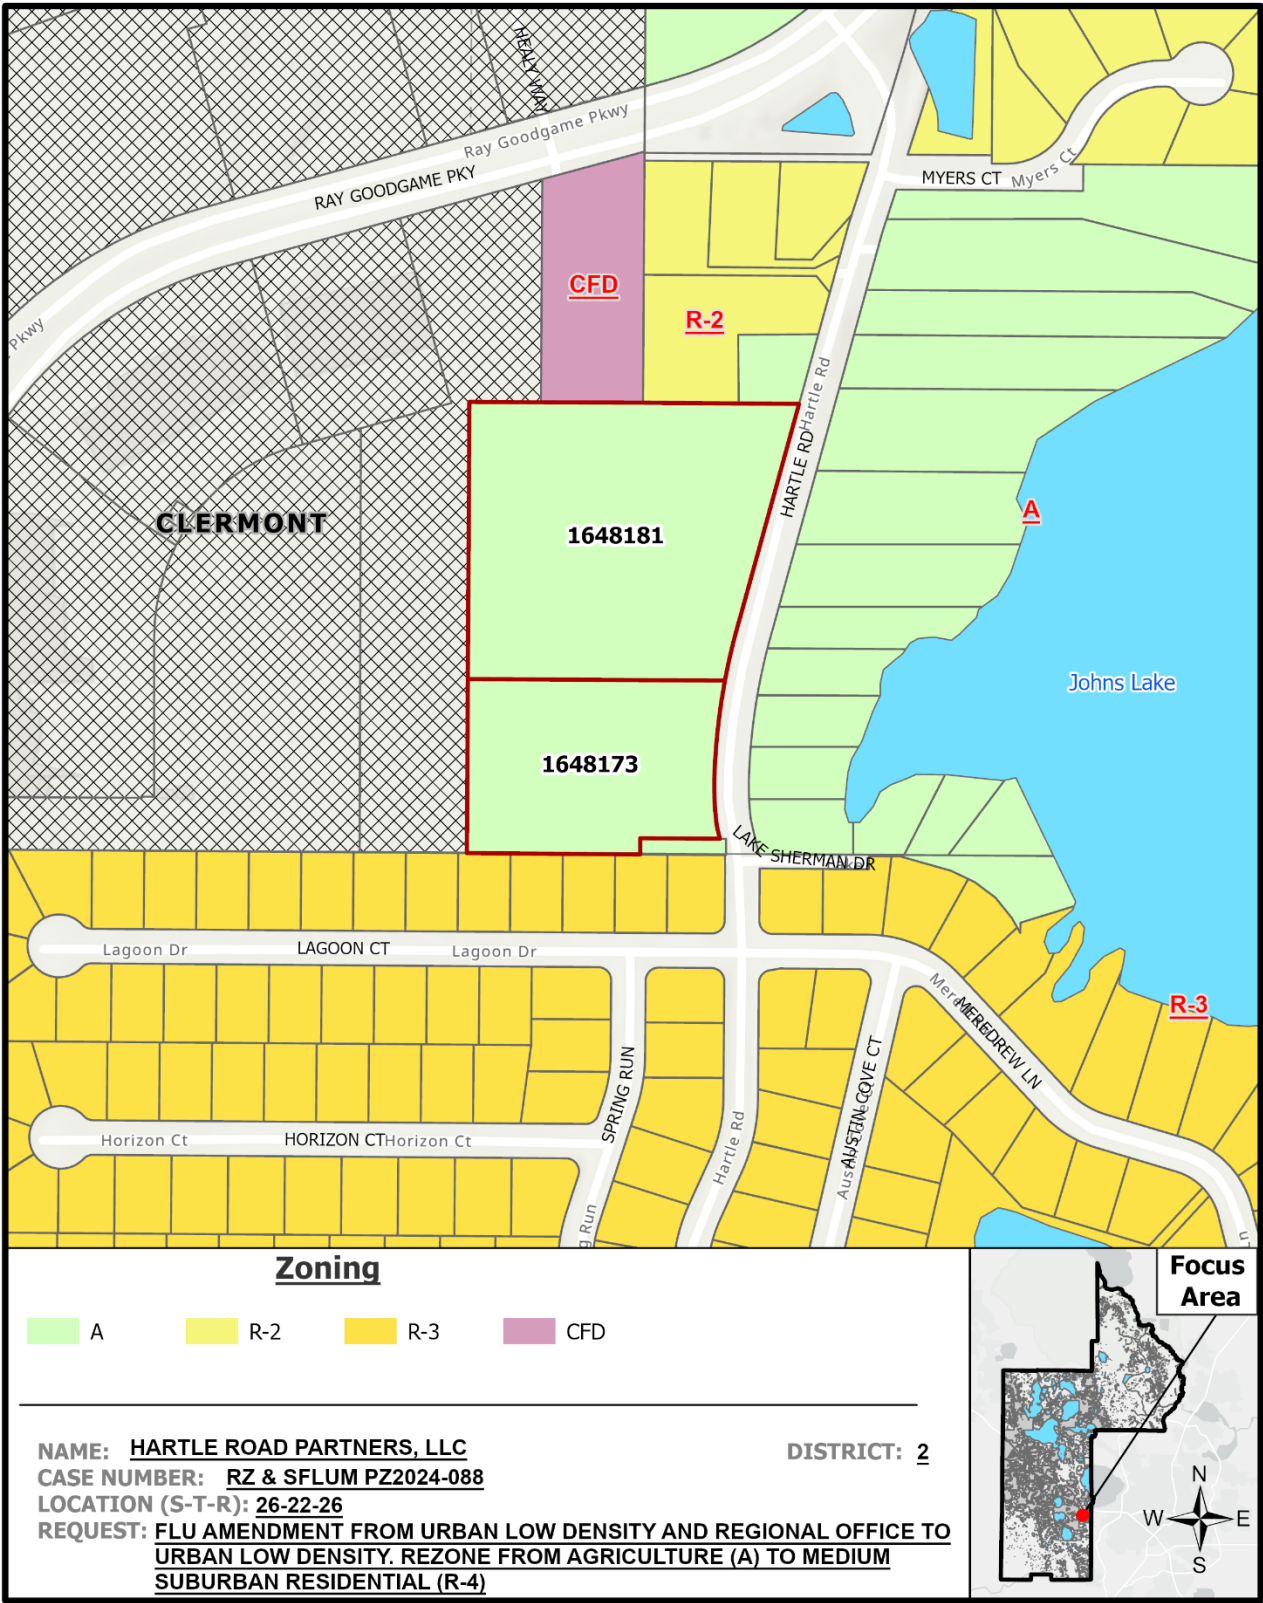 HEALY WAY
Ray Goodgame Pkwy
RAY GOODGAME PKY
MYERS CT
Myers Ct
CFD
R-2
Pkwy
Hartle Rd
HARTLE RD
A
CLERMONT
1648181
Johns Lake
1648173
LAKE SHERMAN DR
Lagoon Dr
LAGOON CT
Lagoon Dr
MEREDREW LN
R-3
SPRING RUN
AUSTIN COVE CT
Horizon Ct
HORIZON CT
Horizon Ct
Hartle Rd
g Run
Ln
Zoning
A
R-2
R-3
CFD
Focus
Area
NAME: HARTLE ROAD PARTNERS, LLC
DISTRICT: 2
CASE NUMBER: RZ & SFLUM PZ2024-088
LOCATION (S-T-R): 26-22-26
REQUEST: FLU AMENDMENT FROM URBAN LOW DENSITY AND REGIONAL OFFICE TO
URBAN LOW DENSITY. REZONE FROM AGRICULTURE (A) TO MEDIUM
SUBURBAN RESIDENTIAL (R-4)
N
W E
S